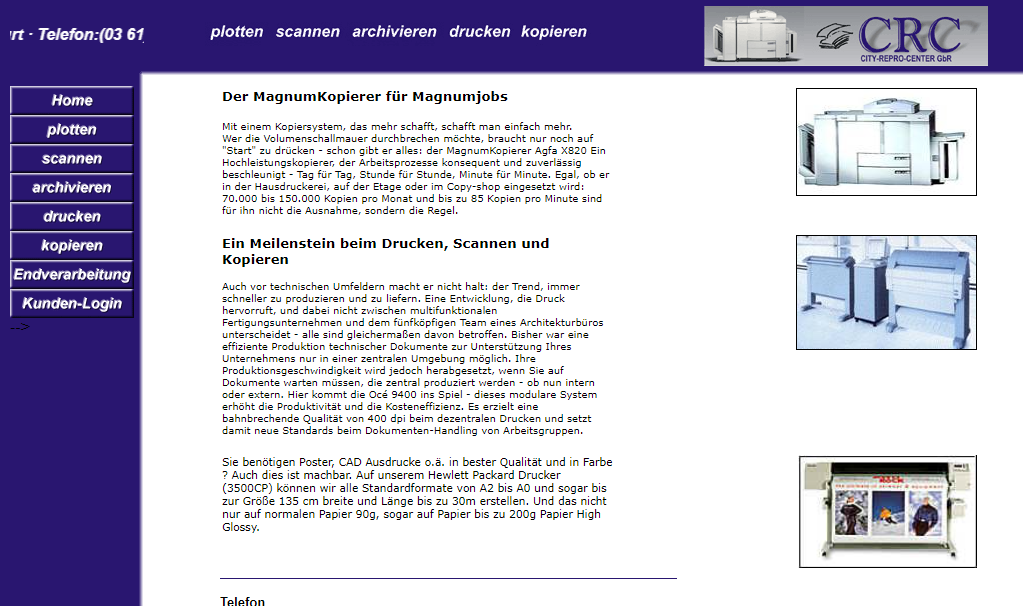 rt - Telefon:(03 61
plotten scannen archivieren drucken kopieren
CRC
CITY-REPRO-CENTER GbR
Home
plotten
scannen
archivieren
drucken
kopieren
Endverarbeitung
Kunden-Login
-->
Der MagnumKopierer für Magnumjobs
Mit einem Kopiersystem, das mehr schafft, schafft man einfach mehr.
Wer die Volumenschallmauer durchbrechen möchte, braucht nur noch auf
"Start" zu drücken - schon gibt er alles: der MagnumKopierer Agfa X820 Ein
Hochleistungskopierer, der Arbeitsprozesse konsequent und zuverlässig
beschleunigt - Tag für Tag, Stunde für Stunde, Minute für Minute. Egal, ob er
in der Hausdruckerei, auf der Etage oder im Copy-shop eingesetzt wird:
70.000 bis 150.000 Kopien pro Monat und bis zu 85 Kopien pro Minute sind
für ihn nicht die Ausnahme, sondern die Regel.
Ein Meilenstein beim Drucken, Scannen und
Kopieren
Auch vor technischen Umfeldern macht er nicht halt: der Trend, immer
schneller zu produzieren und zu liefern. Eine Entwicklung, die Druck
hervorruft, und dabei nicht zwischen multifunktionalen
Fertigungsunternehmen und dem fünfköpfigen Team eines Architekturbüros
unterscheidet - alle sind gleichermaßen davon betroffen. Bisher war eine
effiziente Produktion technischer Dokumente zur Unterstützung Ihres
Unternehmens nur in einer zentralen Umgebung möglich. Ihre
Produktionsgeschwindigkeit wird jedoch herabgesetzt, wenn Sie auf
Dokumente warten müssen, die zentral produziert werden - ob nun intern
oder extern. Hier kommt die Océ 9400 ins Spiel - dieses modulare System
erhöht die Produktivität und die Kosteneffizienz. Es erzielt eine
bahnbrechende Qualität von 400 dpi beim dezentralen Drucken und setzt
damit neue Standards beim Dokumenten-Handling von Arbeitsgruppen.
Sie benötigen Poster, CAD Ausdrucke o.ä. in bester Qualität und in Farbe
? Auch dies ist machbar. Auf unserem Hewlett Packard Drucker
(3500CP) können wir alle Standardformate von A2 bis A0 und sogar bis
zur Größe 135 cm breite und Länge bis zu 30m erstellen. Und das nicht
nur auf normalen Papier 90g, sogar auf Papier bis zu 200g Papier High
Glossy.
Telefon